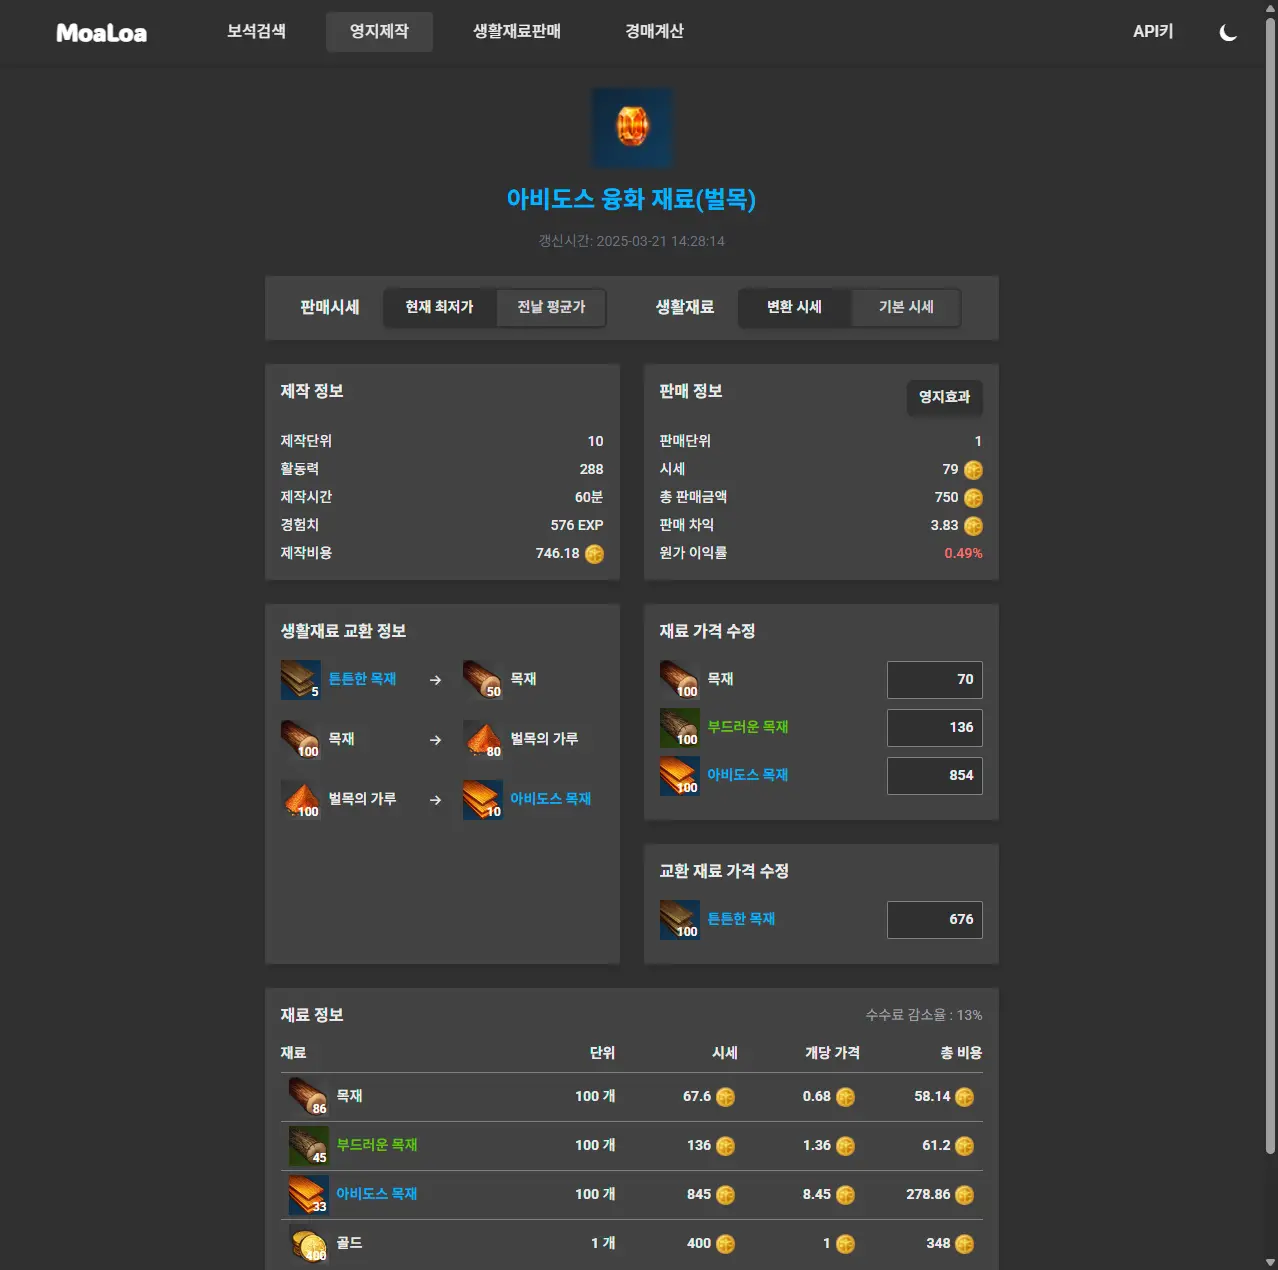 MoaLoa 보석검색 영지제작 생활재료판매 경매계산 API키
아비도스 융화 재료(벌목)
갱신시간: 2025-03-21 14:28:14
판매시세 현재 최저가 전날 평균가 생활재료 변환 시세 기본 시세
제작 정보
제작단위 10
활동력 288
제작시간 60분
경험치 576 EXP
제작비용 746.18
판매 정보 영지효과
판매단위 1
시세 79
총 판매금액 750
판매 차익 3.83
원가 이익률 0.49%
생활재료 교환 정보
5 튼튼한 목재 → 50 목재
100 목재 → 80 벌목의 가루
100 벌목의 가루 → 10 아비도스 목재
재료 가격 수정
100 목재 70
100 부드러운 목재 136
100 아비도스 목재 854
교환 재료 가격 수정
100 튼튼한 목재 676
재료 정보 수수료 감소율 : 13%
재료 단위 시세 개당 가격 총 비용
86 목재 100 개 67.6 0.68 58.14
45 부드러운 목재 100 개 136 1.36 61.2
33 아비도스 목재 100 개 845 8.45 278.86
400 골드 1 개 400 1 348